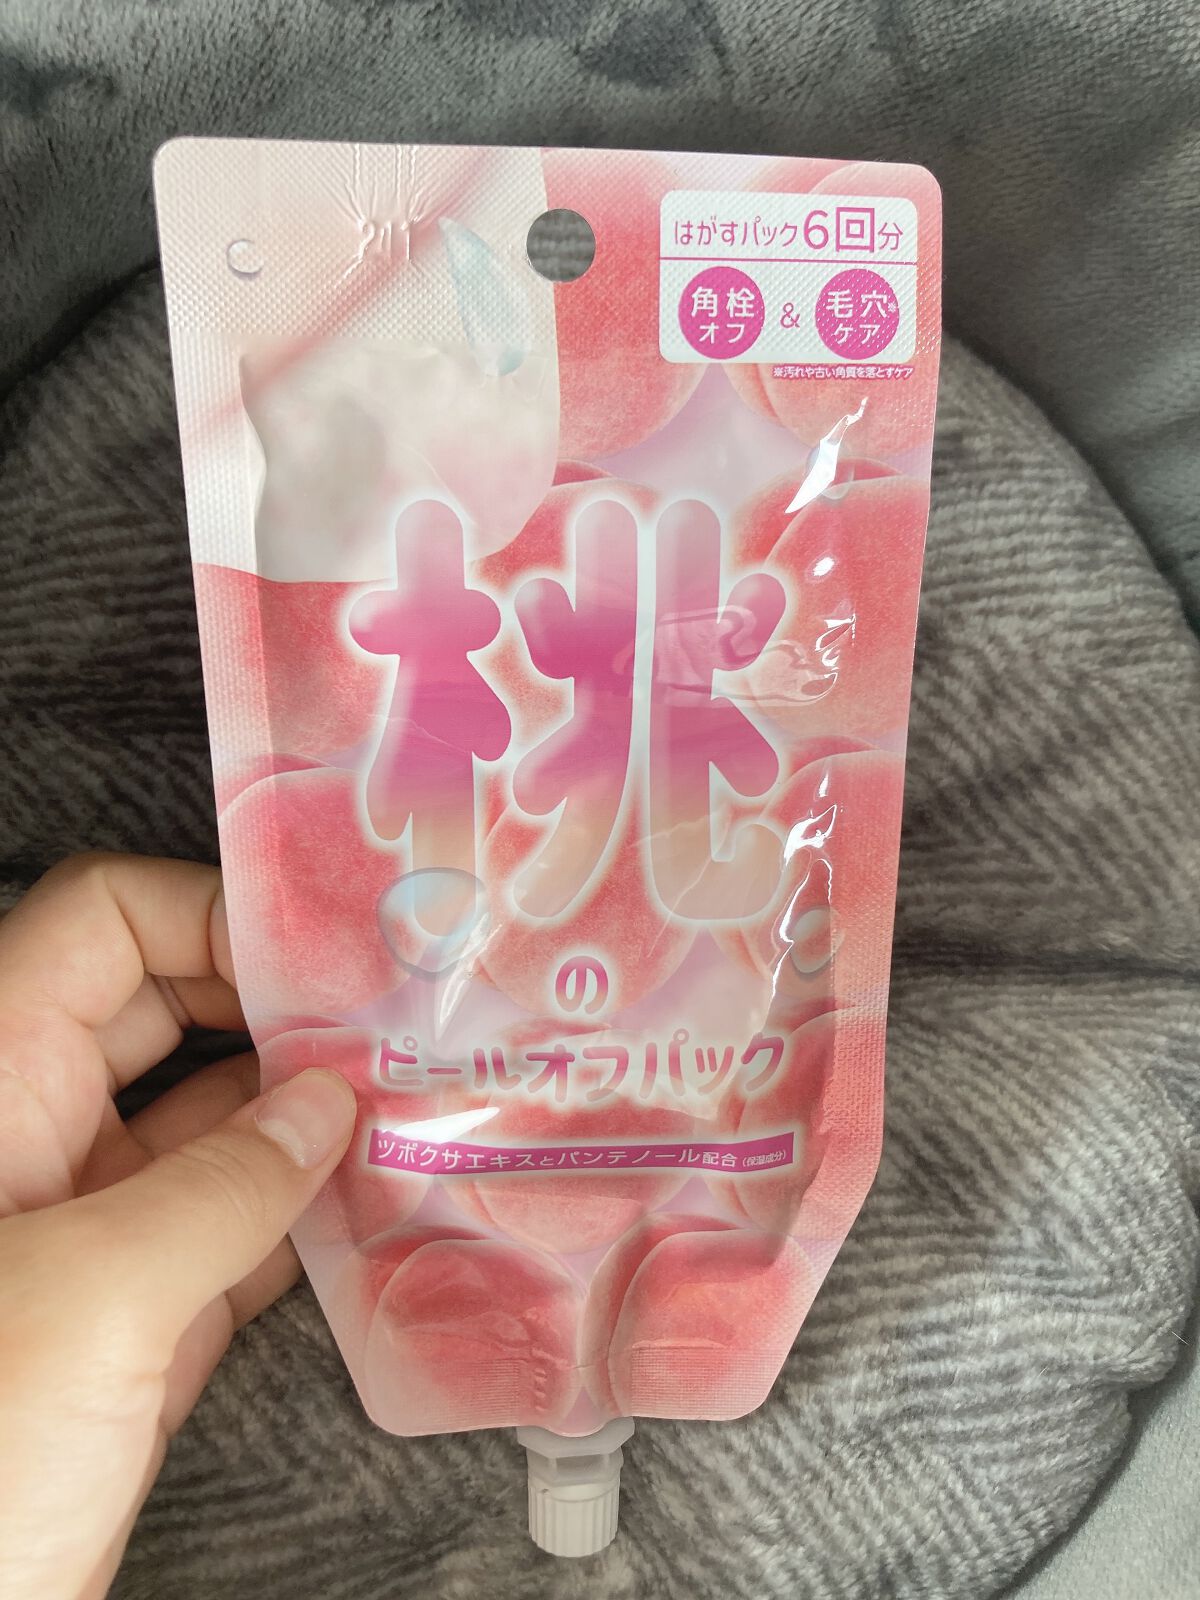 はがすパック6回分
角栓
オフ
&
毛穴※
ケア
※汚れや古い角質を落とすケア
桃
の
ピールオフパック
ツボクサエキスとパンテノール配合(保湿成分)